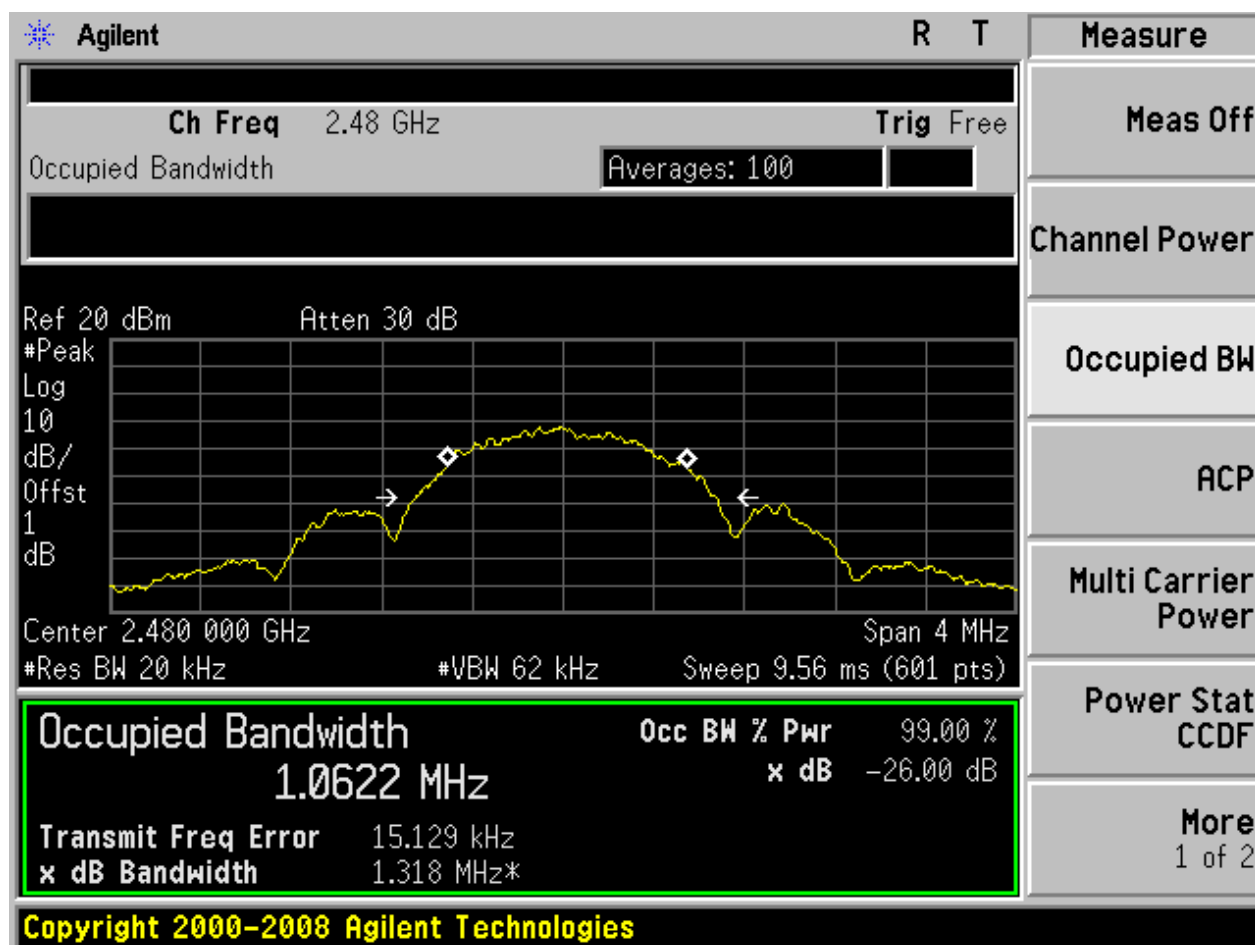 Agilent R T
Measure
Ch Freq 2.48 GHz Trig Free
Occupied Bandwidth Averages: 100
Ref 20 dBm Atten 30 dB
#Peak
Log
10
dB/
Offst
1
dB
Center 2.480 000 GHz Span 4 MHz
#Res BW 20 kHz #VBW 62 kHz Sweep 9.56 ms (601 pts)
Occupied Bandwidth
1.0622 MHz
Occ BW % Pwr 99.00 %
x dB -26.00 dB
Transmit Freq Error 15.129 kHz
x dB Bandwidth 1.318 MHz*
Meas Off
Channel Power
Occupied BW
ACP
Multi Carrier
Power
Power Stat
CCDF
More
1 of 2
Copyright 2000-2008 Agilent Technologies